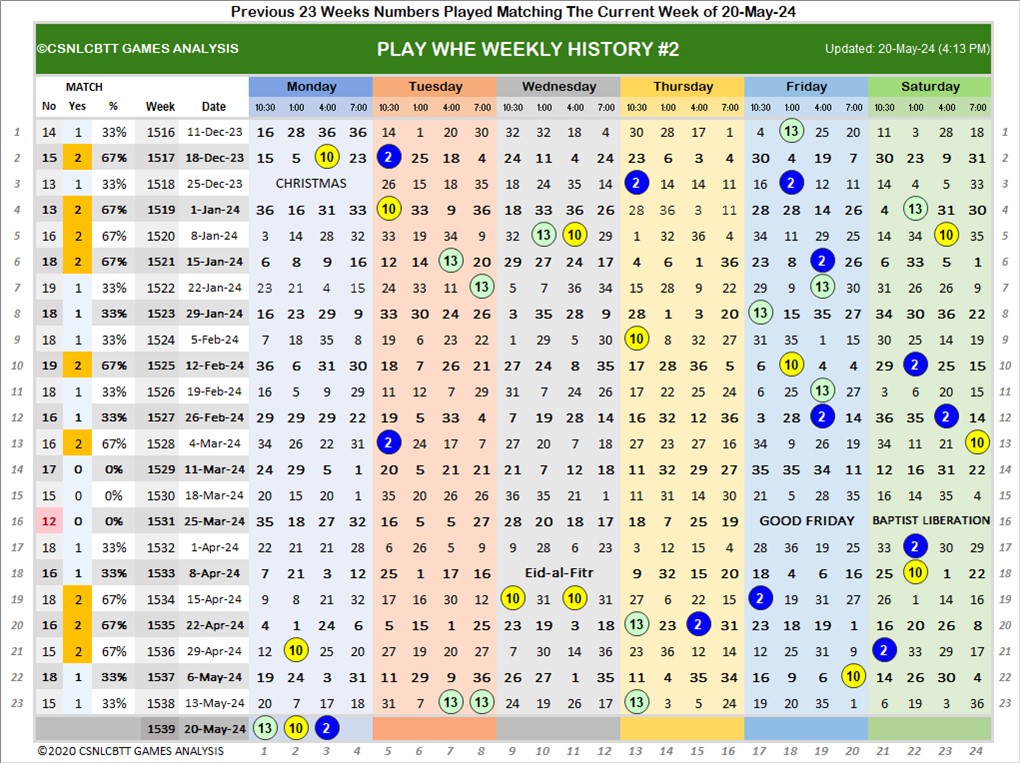 Previous 23 Weeks Numbers Played Matching The Current Week of 20-May-24
©CSNLCBTT GAMES ANALYSIS PLAY WHE WEEKLY HISTORY #2 Updated: 20-May-24 (4:13 PM)
MATCH Monday Tuesday Wednesday Thursday Friday Saturday
No Yes % Week Date 10:30 1:00 4:00 7:00 10:30 1:00 4:00 7:00 10:30 1:00 4:00 7:00 10:30 1:00 4:00 7:00 10:30 1:00 4:00 7:00 10:30 1:00 4:00 7:00
1 14 1 33% 1516 11-Dec-23 16 28 36 36 14 1 20 30 32 32 18 4 30 28 17 1 4 13 25 20 11 3 28 18 1
2 15 2 67% 1517 18-Dec-23 15 5 10 23 2 25 18 4 24 11 4 24 23 6 3 4 30 4 19 7 30 23 9 31 2
3 13 1 33% 1518 25-Dec-23 CHRISTMAS 26 15 18 35 18 24 35 14 2 14 14 11 16 2 12 11 14 4 5 33 3
4 13 2 67% 1519 1-Jan-24 36 16 31 33 10 33 9 36 18 33 36 26 28 36 3 11 28 28 14 26 4 13 31 30 4
5 16 2 67% 1520 8-Jan-24 3 14 28 32 33 19 34 9 32 13 10 29 1 32 36 4 34 11 29 25 14 34 10 35 5
6 18 2 67% 1521 15-Jan-24 6 8 9 16 12 14 13 20 29 27 24 17 4 6 1 36 23 8 2 26 6 33 5 1 6
7 19 1 33% 1522 22-Jan-24 23 21 4 15 24 33 11 13 5 7 36 34 15 28 9 22 29 9 13 30 31 26 26 9 7
8 18 1 33% 1523 29-Jan-24 16 23 29 9 33 30 24 26 3 35 28 9 28 1 3 20 13 15 35 27 34 30 36 22 8
9 18 1 33% 1524 5-Feb-24 7 18 35 8 19 6 23 22 1 29 5 30 10 8 32 27 31 35 1 15 30 25 14 19 9
10 19 2 67% 1525 12-Feb-24 36 6 31 30 18 7 26 21 27 24 8 35 17 28 36 5 6 10 4 4 29 2 25 15 10
11 18 1 33% 1526 19-Feb-24 16 5 9 29 11 12 7 29 31 7 24 26 17 22 25 24 6 25 13 27 3 6 20 15 11
12 16 1 33% 1527 26-Feb-24 29 29 29 22 19 5 33 4 7 19 28 14 16 32 12 36 3 28 2 14 36 35 2 14 12
13 16 2 67% 1528 4-Mar-24 34 26 22 31 2 24 17 7 27 20 7 18 27 23 27 16 34 9 26 19 34 11 21 10 13
14 17 0 0% 1529 11-Mar-24 24 29 5 1 20 5 21 21 21 7 12 18 11 32 29 27 35 35 34 11 12 16 31 22 14
15 15 0 0% 1530 18-Mar-24 20 15 20 1 35 20 26 26 36 35 21 1 11 31 14 30 21 5 28 35 16 14 35 4 15
16 12 0 0% 1531 25-Mar-24 35 18 27 32 16 5 5 27 28 20 18 17 18 7 25 19 GOOD FRIDAY BAPTIST LIBERATION 16
17 18 1 33% 1532 1-Apr-24 22 21 21 28 6 26 5 9 9 28 6 23 3 12 15 4 28 36 19 25 33 2 30 29 17
18 16 1 33% 1533 8-Apr-24 7 21 3 12 25 1 17 16 Eid-al-Fitr 9 32 15 20 18 4 6 16 25 10 1 22 18
19 18 2 67% 1534 15-Apr-24 9 8 21 32 17 16 30 12 10 31 10 31 27 6 22 15 2 19 31 27 26 1 14 16 19
20 16 2 67% 1535 22-Apr-24 4 1 24 6 5 15 1 25 23 19 3 18 13 23 2 31 23 18 19 1 16 20 26 8 20
21 15 2 67% 1536 29-Apr-24 12 10 25 20 27 19 20 27 7 30 14 36 23 36 12 14 12 25 31 9 2 33 29 17 21
22 18 1 33% 1537 6-May-24 19 24 3 31 11 29 9 36 26 27 1 35 11 4 35 34 16 9 6 10 14 26 30 4 22
23 15 1 33% 1538 13-May-24 20 7 17 18 31 7 13 13 24 19 26 17 13 3 5 24 19 20 35 1 6 19 3 36 23
1539 20-May-24 13 10 2
©2020 CSNLCBTT GAMES ANALYSIS 1 2 3 4 5 6 7 8 9 10 11 12 13 14 15 16 17 18 19 20 21 22 23 24